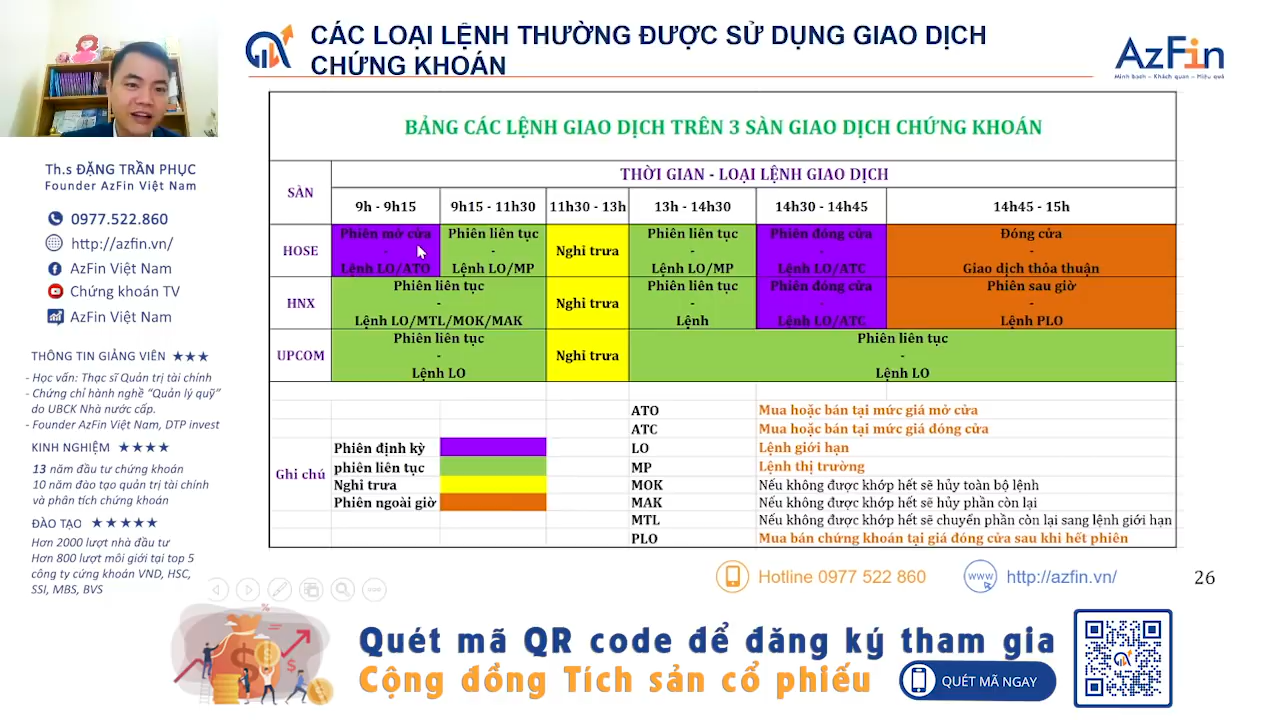 CÁC LOẠI LỆNH THƯỜNG ĐƯỢC SỬ DỤNG GIAO DỊCH
CHỨNG KHOÁN
AzFin
Minh bạch - Khách quan - Hiệu quả
Th.s ĐẶNG TRẦN PHỤC
Founder AzFin Việt Nam
0977.522.860
http://azfin.vn/
AzFin Việt Nam
Chứng khoán TV
AzFin Việt Nam
THÔNG TIN GIẢNG VIÊN ★★★
- Học vấn: Thạc sĩ Quản trị tài chính
- Chứng chỉ hành nghề "Quản lý quỹ"
do UBCK Nhà nước cấp.
- Founder AzFin Việt Nam, DTP invest
KINH NGHIỆM ★★★★
13 năm đầu tư chứng khoán
10 năm đào tạo quản trị tài chính
và phân tích chứng khoán
ĐÀO TẠO ★★★★★
Hơn 2000 lượt nhà đầu tư
Hơn 800 lượt môi giới tại top 5
công ty cứng khoán VND, HSC,
SSI, MBS, BVS
BẢNG CÁC LỆNH GIAO DỊCH TRÊN 3 SÀN GIAO DỊCH CHỨNG KHOÁN
SÀN
THỜI GIAN - LOẠI LỆNH GIAO DỊCH
9h - 9h15 9h15 - 11h30 11h30 - 13h 13h - 14h30 14h30 - 14h45 14h45 - 15h
HOSE
Phiên mở cửa
-
Lệnh LO/ATO
Phiên liên tục
-
Lệnh LO/MP
Nghỉ trưa
Phiên liên tục
-
Lệnh LO/MP
Phiên đóng cửa
-
Lệnh LO/ATC
Đóng cửa
-
Giao dịch thỏa thuận
HNX
Phiên liên tục
-
Lệnh LO/MTL/MOK/MAK
Nghỉ trưa
Phiên liên tục
-
Lệnh
Phiên đóng cửa
-
Lệnh LO/ATC
Phiên sau giờ
-
Lệnh PLO
UPCOM
Phiên liên tục
-
Lệnh LO
Nghỉ trưa
Phiên liên tục
-
Lệnh LO
Ghi chú
Phiên định kỳ
phiên liên tục
Nghỉ trưa
Phiên ngoài giờ
ATO Mua hoặc bán tại mức giá mở cửa
ATC Mua hoặc bán tại mức giá đóng cửa
LO Lệnh giới hạn
MP Lệnh thị trường
MOK Nếu không được khớp hết sẽ hủy toàn bộ lệnh
MAK Nếu không được khớp hết sẽ hủy phần còn lại
MTL Nếu không được khớp hết sẽ chuyển phần còn lại sang lệnh giới hạn
PLO Mua bán chứng khoán tại giá đóng cửa sau khi hết phiên
Hotline 0977 522 860
www
http://azfin.vn/
26
Quét mã QR code để đăng ký tham gia
Cộng đồng Tích sản cổ phiếu
QUÉT MÃ NGAY